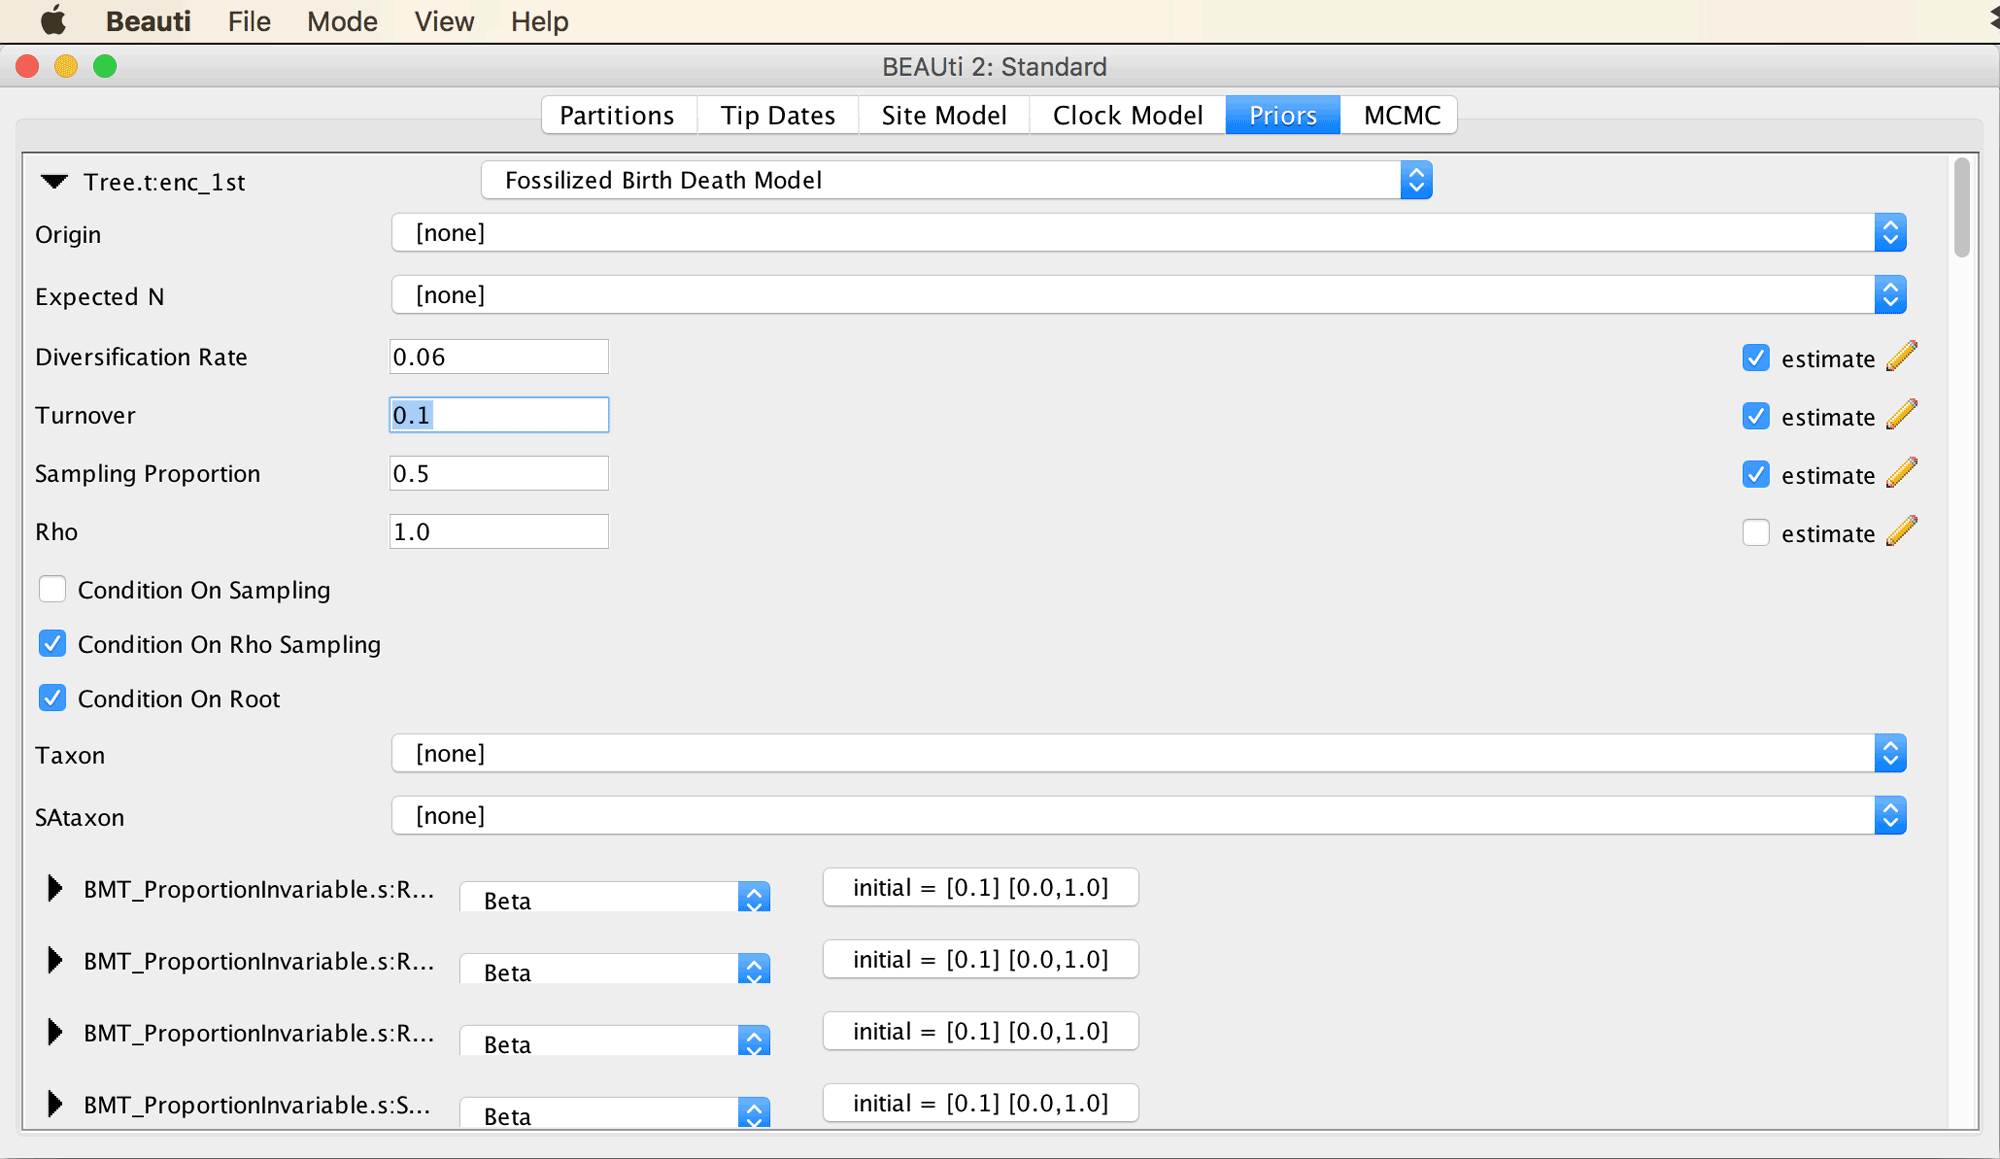 Beauti File Mode View Help
BEAUti 2: Standard
Partitions Tip Dates Site Model Clock Model Priors MCMC
Tree.t:enc_1st Fossilized Birth Death Model
Origin [none]
Expected N [none]
Diversification Rate 0.06 estimate
Turnover 0.1 estimate
Sampling Proportion 0.5 estimate
Rho 1.0 estimate
Condition On Sampling
Condition On Rho Sampling
Condition On Root
Taxon [none]
SAtaxon [none]
BMT_ProportionInvariable.s:R... Beta initial = [0.1] [0.0,1.0]
BMT_ProportionInvariable.s:R... Beta initial = [0.1] [0.0,1.0]
BMT_ProportionInvariable.s:R... Beta initial = [0.1] [0.0,1.0]
BMT_ProportionInvariable.s:S... Beta initial = [0.1] [0.0,1.0]